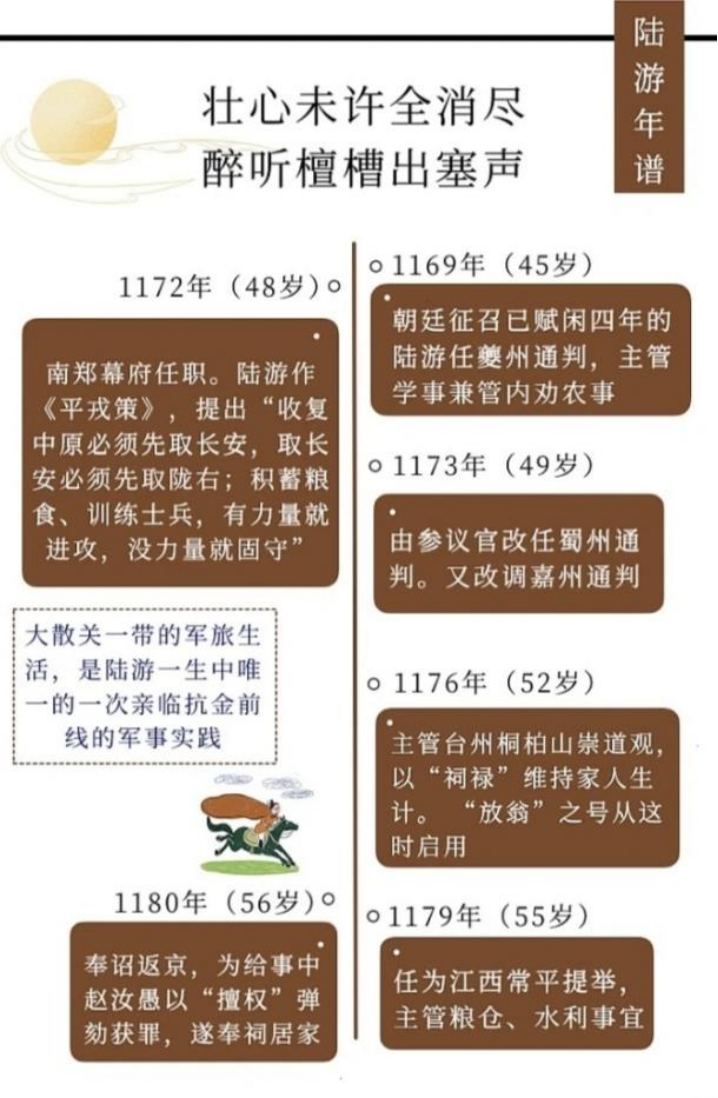 陆游年谱
壮心未许全消尽
醉听檀槽出塞声
1169年（45岁）
朝廷征召已赋闲四年的
陆游任夔州通判，主管
学事兼管内劝农事
1172年（48岁）
南郑幕府任职。陆游作
《平戎策》，提出“收复
中原必须先取长安，取长
安必须先取陇右；积蓄粮
食、训练士兵，有力量就
进攻，没力量就固守”
大散关一带的军旅生
活，是陆游一生中唯
一的一次亲临抗金前
线的军事实践
1173年（49岁）
由参议官改任蜀州通
判。又改调嘉州通判
1176年（52岁）
主管台州桐柏山崇道观，
以“祠禄”维持家人生
计。“放翁”之号从这
时启用
1179年（55岁）
任为江西常平提举，
主管粮仓、水利事宜
1180年（56岁）
奉诏返京，为给事中
赵汝愚以“擅权”弹
劾获罪，遂奉祠居家